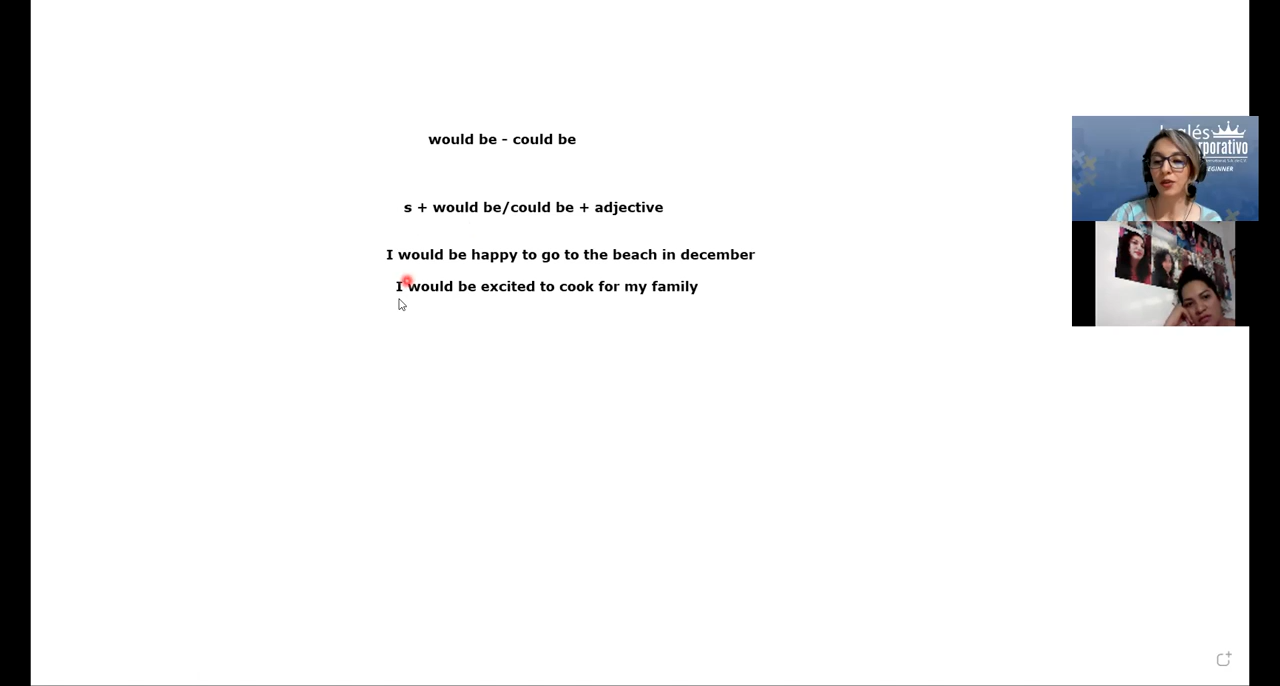 would be - could be
s + would be/could be + adjective
I would be happy to go to the beach in december
I would be excited to cook for my family
Inglés